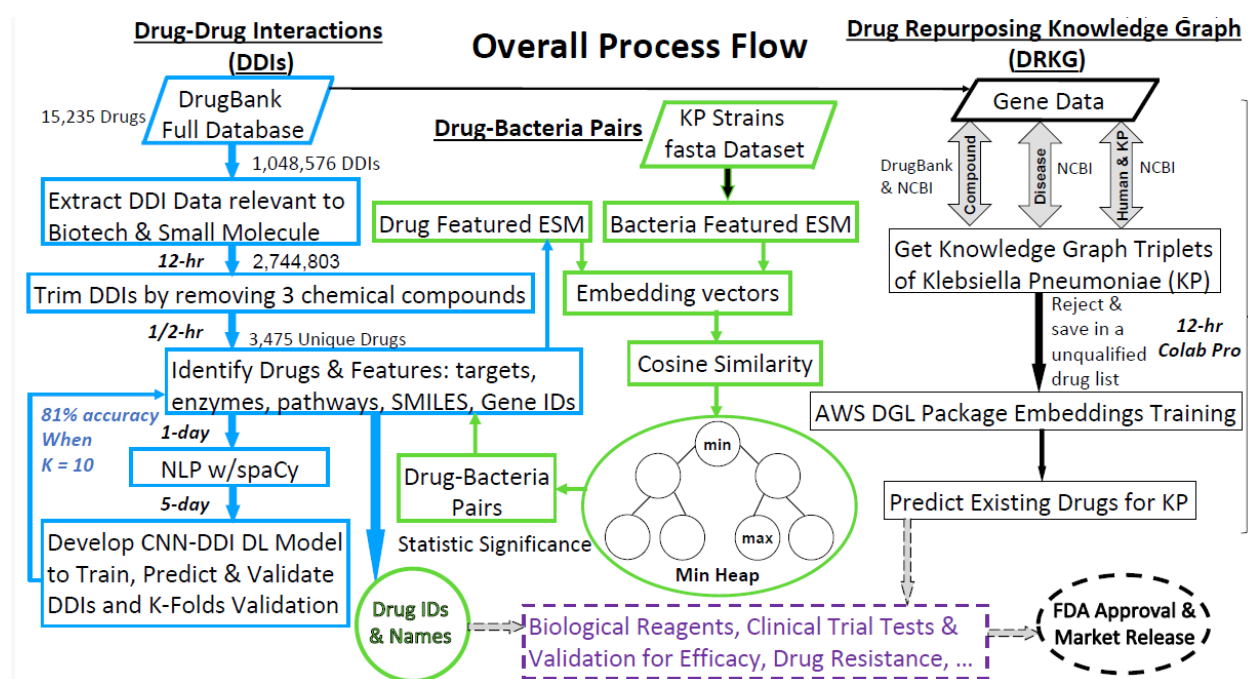 Overall Process Flow
Drug-Drug Interactions
(DDIs)
15,235 Drugs
DrugBank
Full Database
1,048,576 DDIs
Extract DDI Data relevant to
Biotech & Small Molecule
12-hr
2,744,803
Trim DDIs by removing 3 chemical compounds
1/2-hr
3,475 Unique Drugs
Identify Drugs & Features: targets,
enzymes, pathways, SMILES, Gene IDs
81% accuracy
When
K = 10
1-day
NLP w/spaCy
5-day
Develop CNN-DDI DL Model
to Train, Predict & Validate
DDIs and K-Folds Validation
Drug IDs
& Names
Drug-Bacteria Pairs
KP Strains
fasta Dataset
Drug Featured ESM
Bacteria Featured ESM
Embedding vectors
Cosine Similarity
min
max
Min Heap
Drug-Bacteria
Pairs
Statistic Significance
Drug Repurposing Knowledge Graph
(DRKG)
Gene Data
DrugBank
& NCBI
Compound
Disease
NCBI
Human & KP
NCBI
Get Knowledge Graph Triplets
of Klebsiella Pneumoniae (KP)
Reject &
save in a
unqualified
drug list
12-hr
Colab Pro
AWS DGL Package Embeddings Training
Predict Existing Drugs for KP
Biological Reagents, Clinical Trial Tests &
Validation for Efficacy, Drug Resistance, ...
FDA Approval &
Market Release